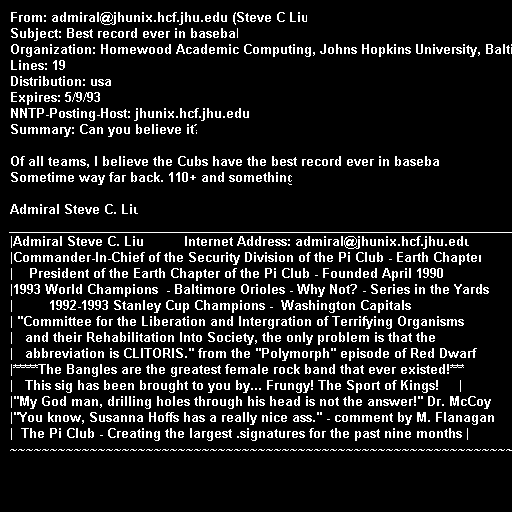 From: admiral@jhunix.hcf.jhu.edu (Steve C Liu
Subject: Best record ever in baseball
Organization: Homewood Academic Computing, Johns Hopkins University, Balti
Lines: 19
Distribution: usa
Expires: 5/9/93
NNTP-Posting-Host: jhunix.hcf.jhu.edu
Summary: Can you believe it?
Of all teams, I believe the Cubs have the best record ever in baseba
Sometime way far back. 110+ and something
Admiral Steve C. Liu
____________________________________________________________________
|Admiral Steve C. Liu Internet Address: admiral@jhunix.hcf.jhu.edu
|Commander-In-Chief of the Security Division of the Pi Club - Earth Chapter
| President of the Earth Chapter of the Pi Club - Founded April 1990
|1993 World Champions - Baltimore Orioles - Why Not? - Series in the Yards
| 1992-1993 Stanley Cup Champions - Washington Capitals
| "Committee for the Liberation and Intergration of Terrifying Organisms
| and their Rehabilitation Into Society, the only problem is that the
| abbreviation is CLITORIS." from the "Polymorph" episode of Red Dwarf
|*****The Bangles are the greatest female rock band that ever existed!***
| This sig has been brought to you by... Frungy! The Sport of Kings! |
|"My God man, drilling holes through his head is not the answer!" Dr. McCoy
|"You know, Susanna Hoffs has a really nice ass." - comment by M. Flanagan
| The Pi Club - Creating the largest .signatures for the past nine months |
~~~~~~~~~~~~~~~~~~~~~~~~~~~~~~~~~~~~~~~~~~~~~~~~~~~~~~~~~~~~~~~